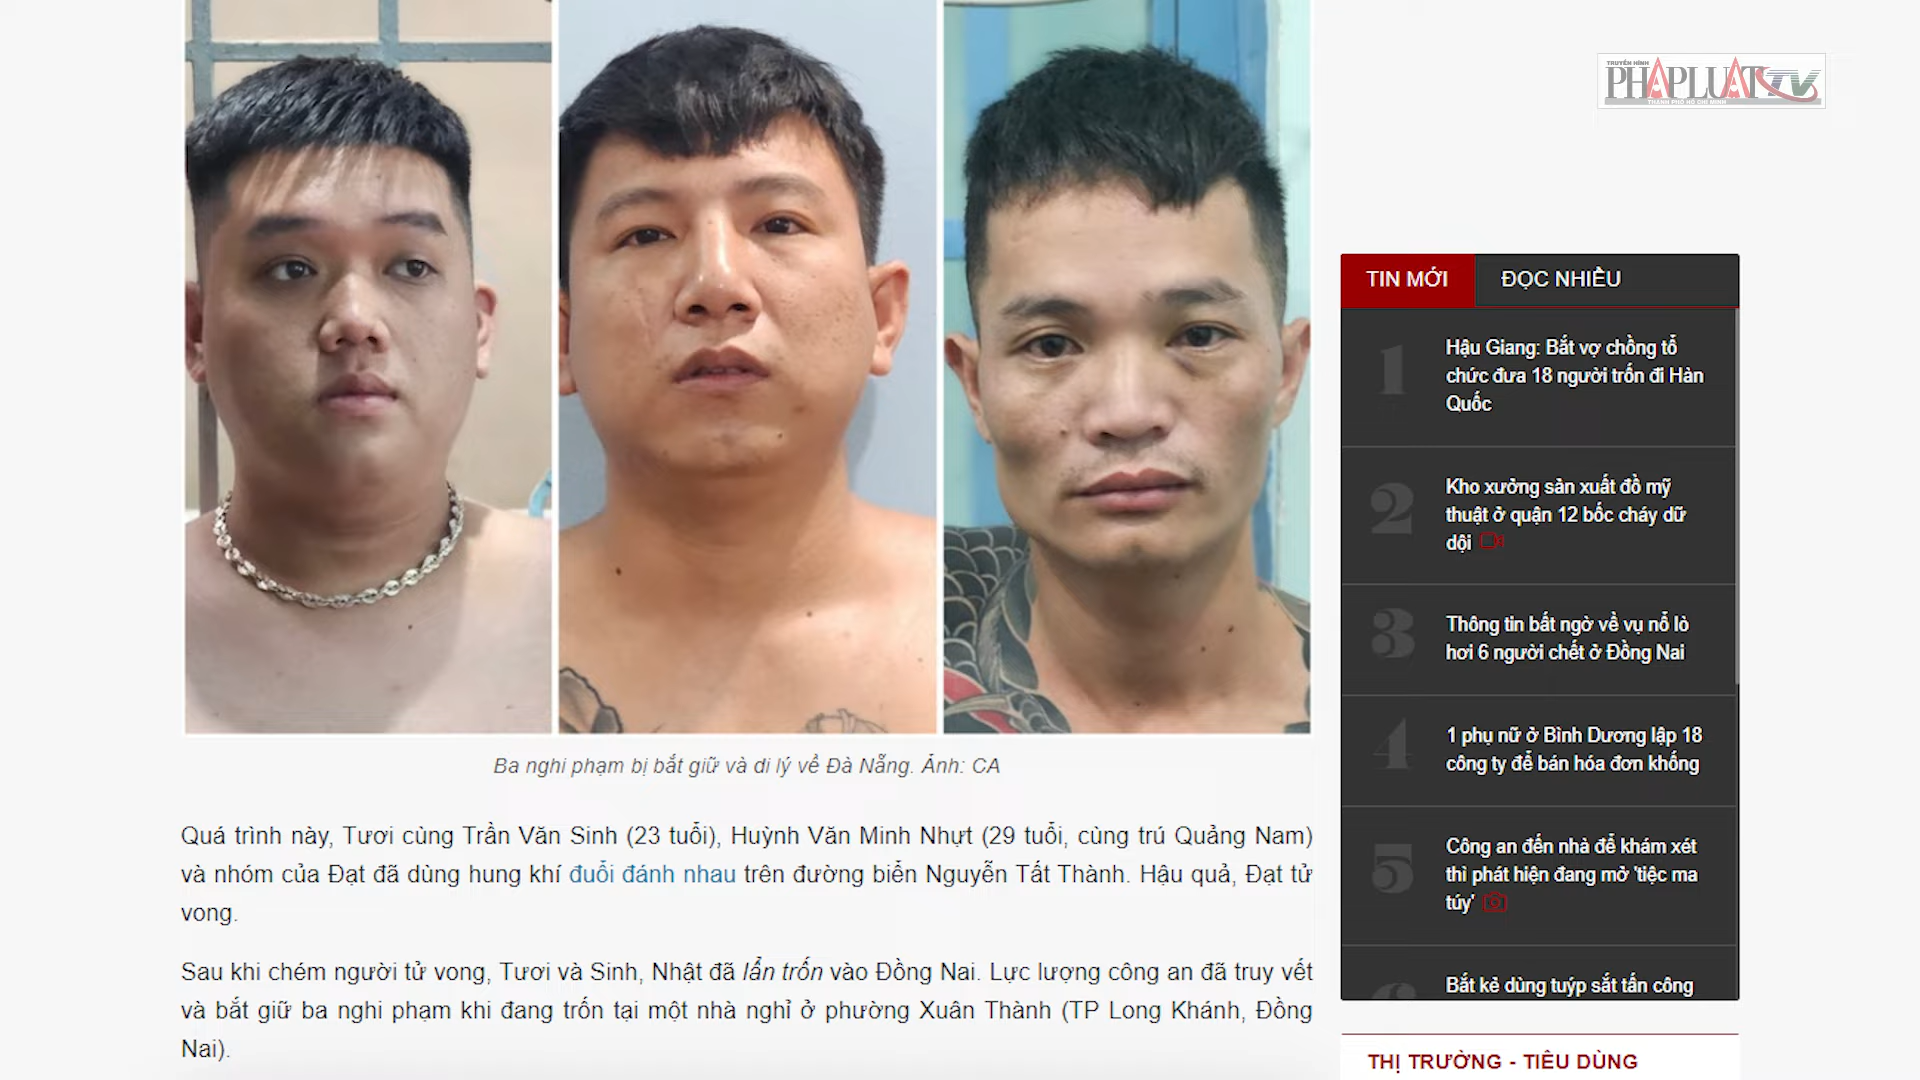 TRUYỀN HÌNH
PHÁP LUẬT TV
THÀNH PHỐ HỒ CHÍ MINH
TIN MỚI
ĐỌC NHIỀU
1
Hậu Giang: Bắt vợ chồng tổ
chức đưa 18 người trốn đi Hàn
Quốc
2
Kho xưởng sản xuất đồ mỹ
thuật ở quận 12 bốc cháy dữ
dội
3
Thông tin bất ngờ về vụ nổ lò
hơi 6 người chết ở Đồng Nai
4
1 phụ nữ ở Bình Dương lập 18
công ty để bán hóa đơn khống
5
Công an đến nhà để khám xét
thì phát hiện đang mở 'tiệc ma
túy'
Bắt kẻ dùng tuýp sắt tấn công
THỊ TRƯỜNG - TIÊU DÙNG
Ba nghi phạm bị bắt giữ và di lý về Đà Nẵng. Ảnh: CA
Quá trình này, Tươi cùng Trần Văn Sinh (23 tuổi), Huỳnh Văn Minh Nhựt (29 tuổi, cùng trú Quảng Nam)
và nhóm của Đạt đã dùng hung khí đuổi đánh nhau trên đường biển Nguyễn Tất Thành. Hậu quả, Đạt tử
vong.
Sau khi chém người tử vong, Tươi và Sinh, Nhật đã lẩn trốn vào Đồng Nai. Lực lượng công an đã truy vết
và bắt giữ ba nghi phạm khi đang trốn tại một nhà nghỉ ở phường Xuân Thành (TP Long Khánh, Đồng
Nai).